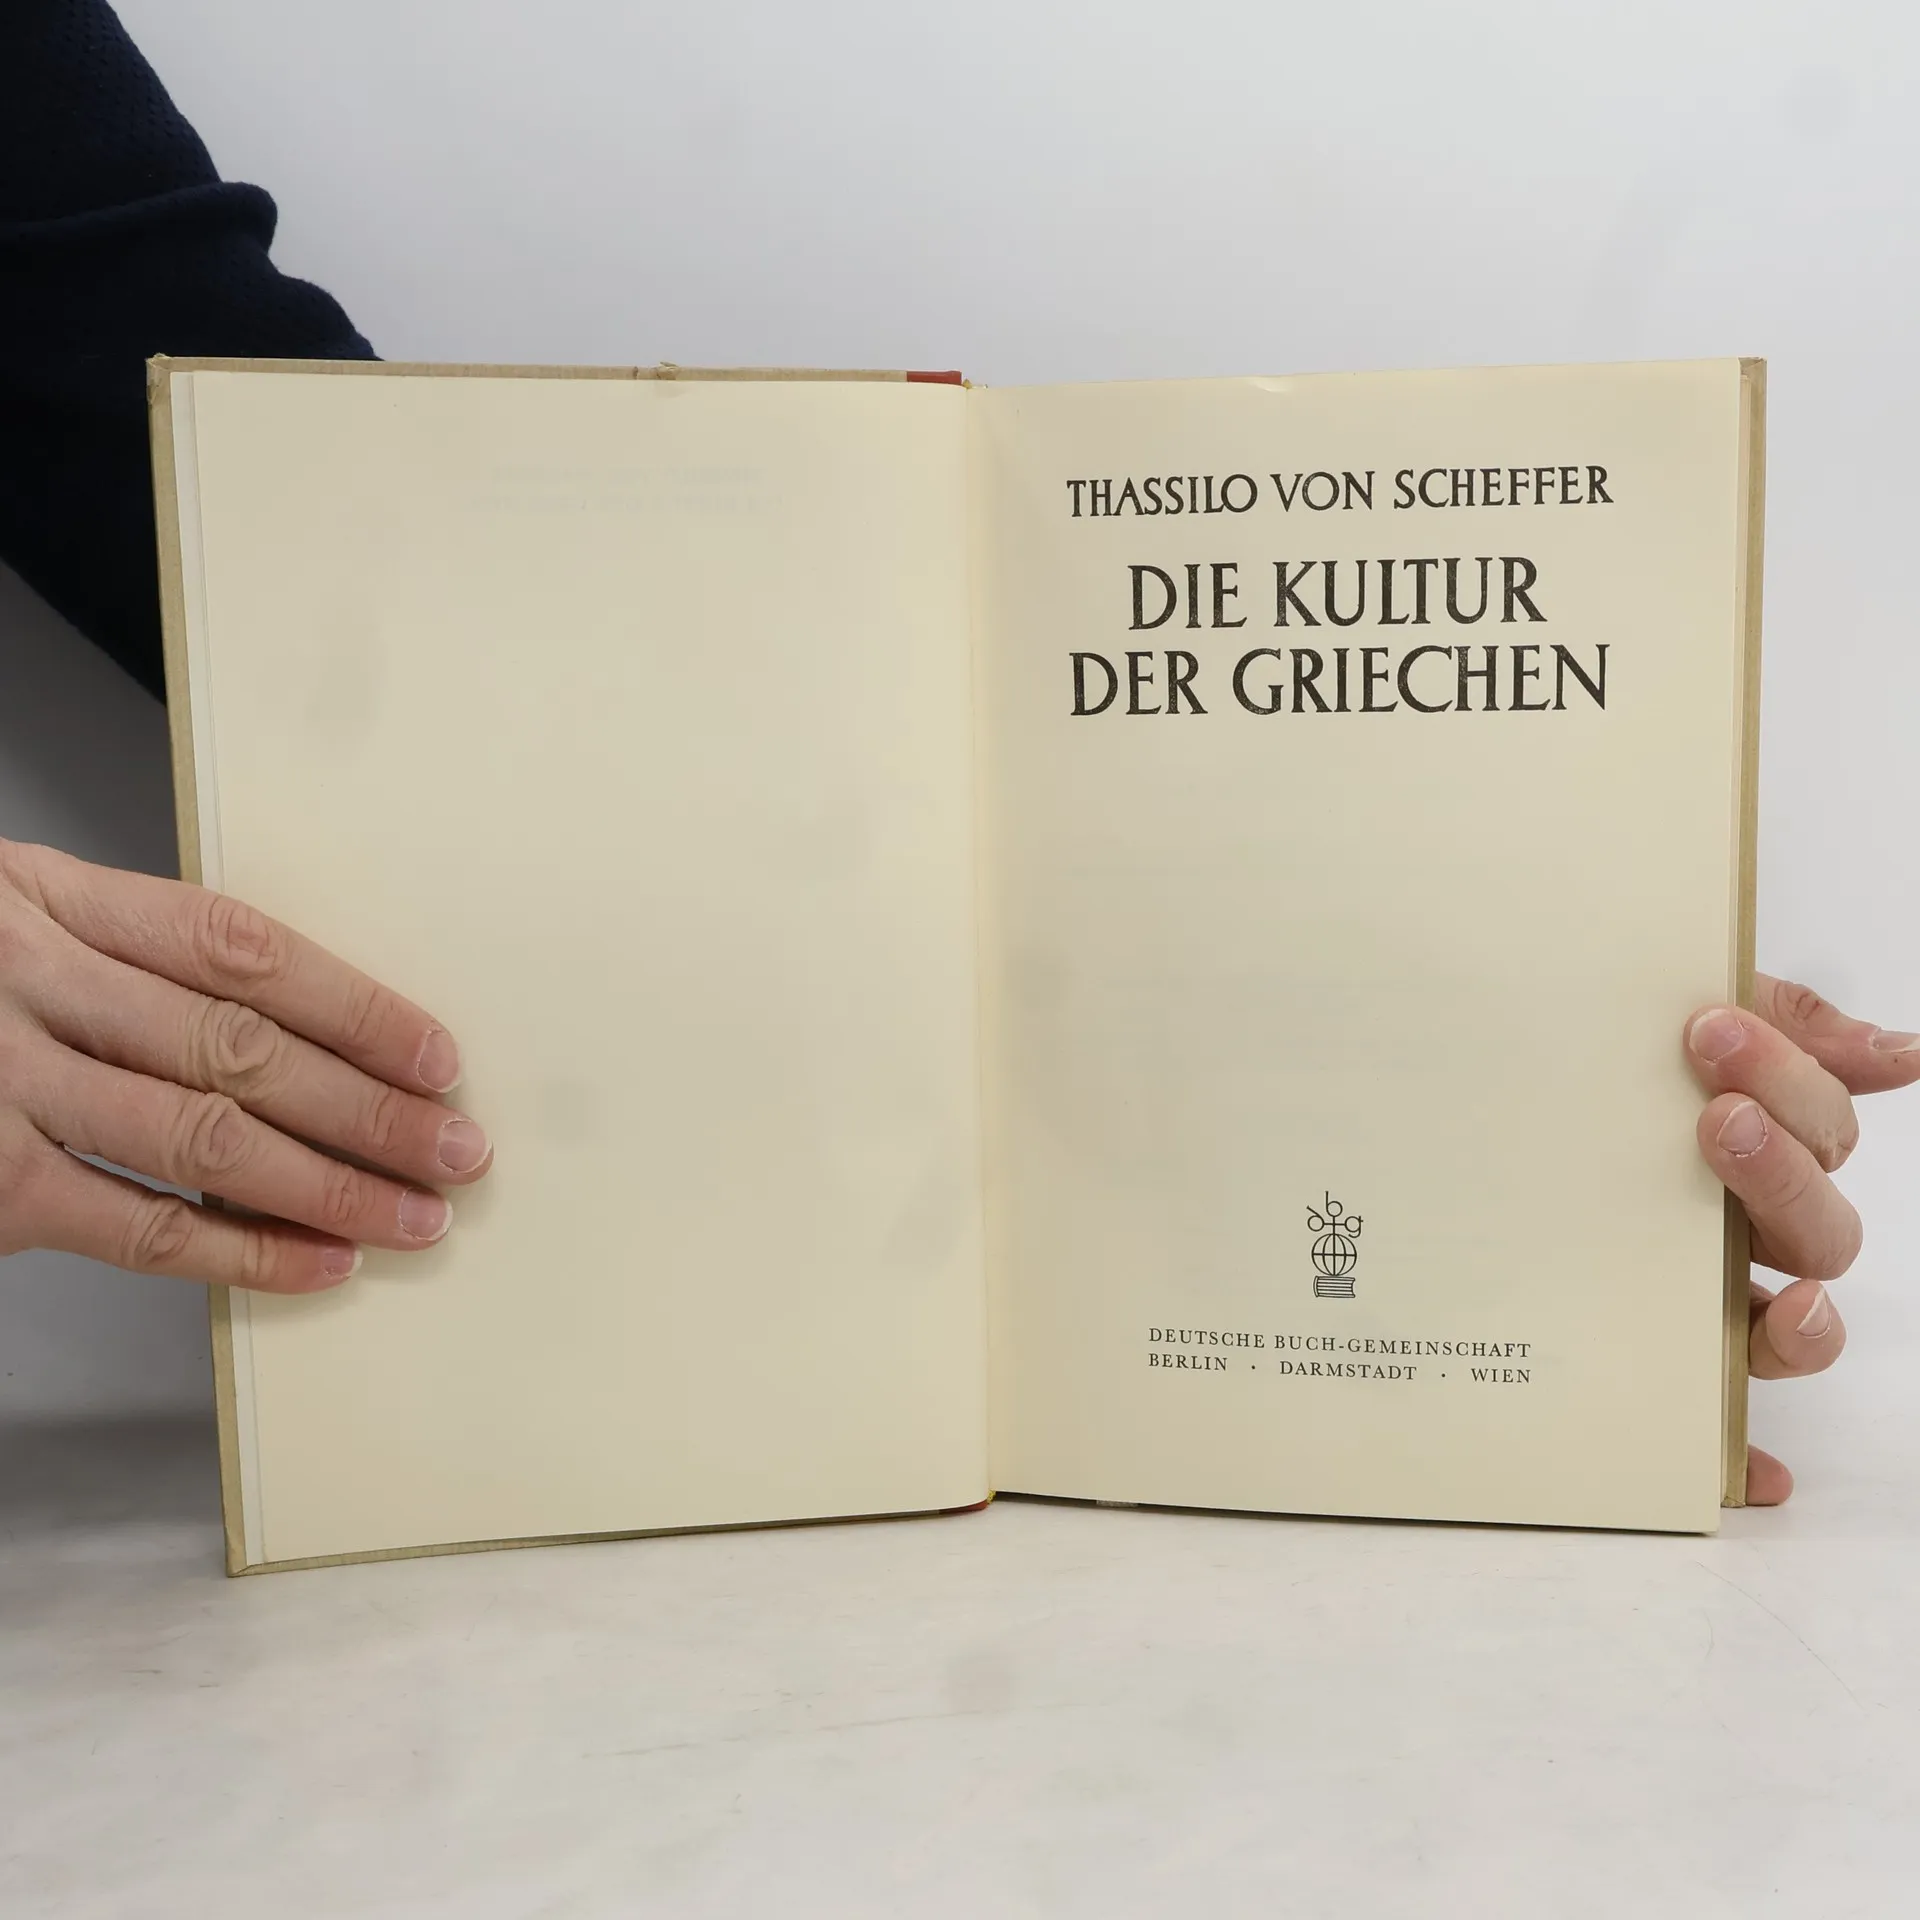 THASSILO VON SCHEFFER
DIE KULTUR
DER GRIECHEN
dbg
DEUTSCHE BUCH-GEMEINSCHAFT
BERLIN · DARMSTADT · WIEN